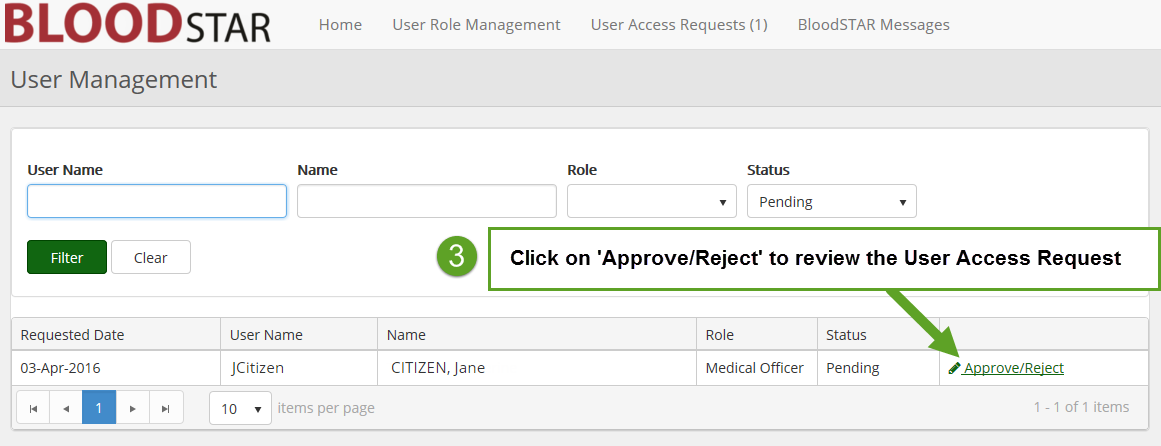 BLOODSTAR Home User Role Management User Access Requests (1) BloodSTAR Messages
User Management
User Name Name Role Status
Pending
Filter Clear
3 Click on 'Approve/Reject' to review the User Access Request
Requested Date User Name Name Role Status
03-Apr-2016 JCitizen CITIZEN, Jane Medical Officer Pending Approve/Reject
1 10 items per page 1 - 1 of 1 items